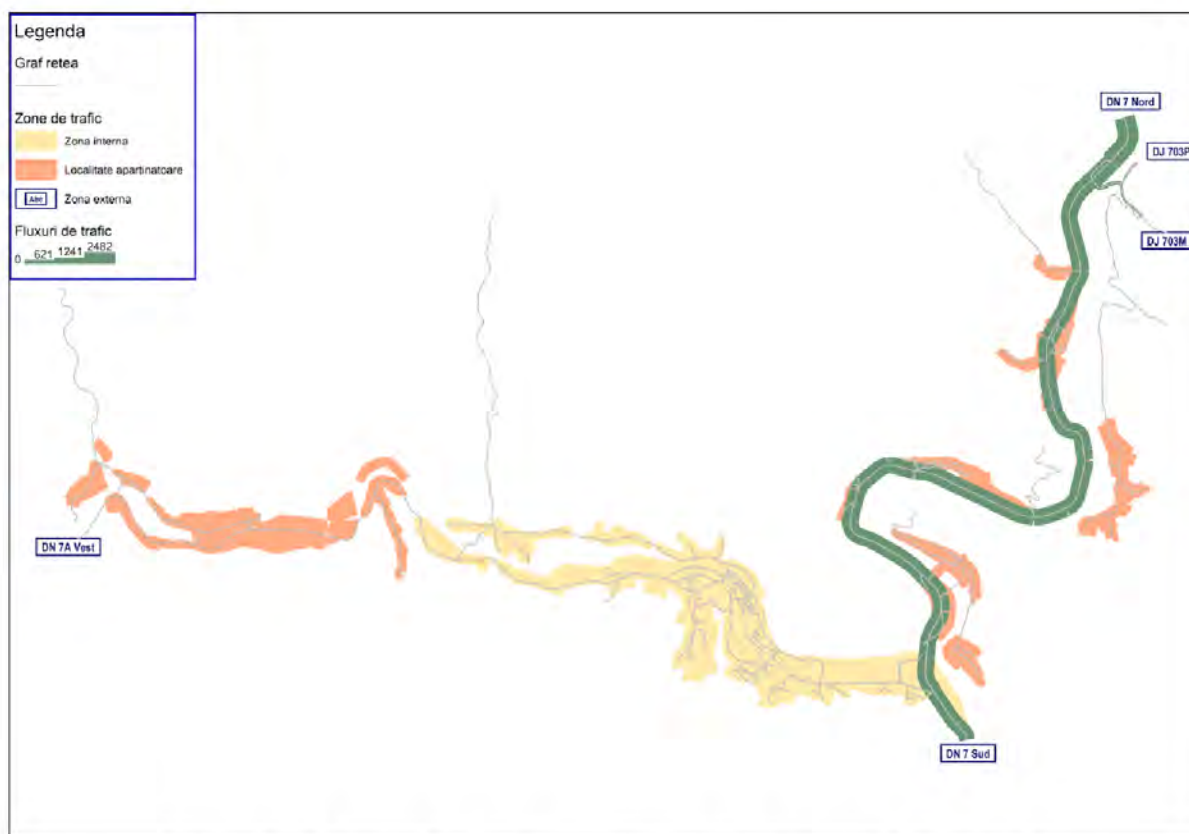 Legenda
Graf retea
Zone de trafic
Zona interna
Localitate apartinatoare
Zona externa
Fluxuri de trafic
0 621 1241 2482
DN 7 Nord
DJ 703P
DJ 703M
DN 7A Vest
DN 7 Sud